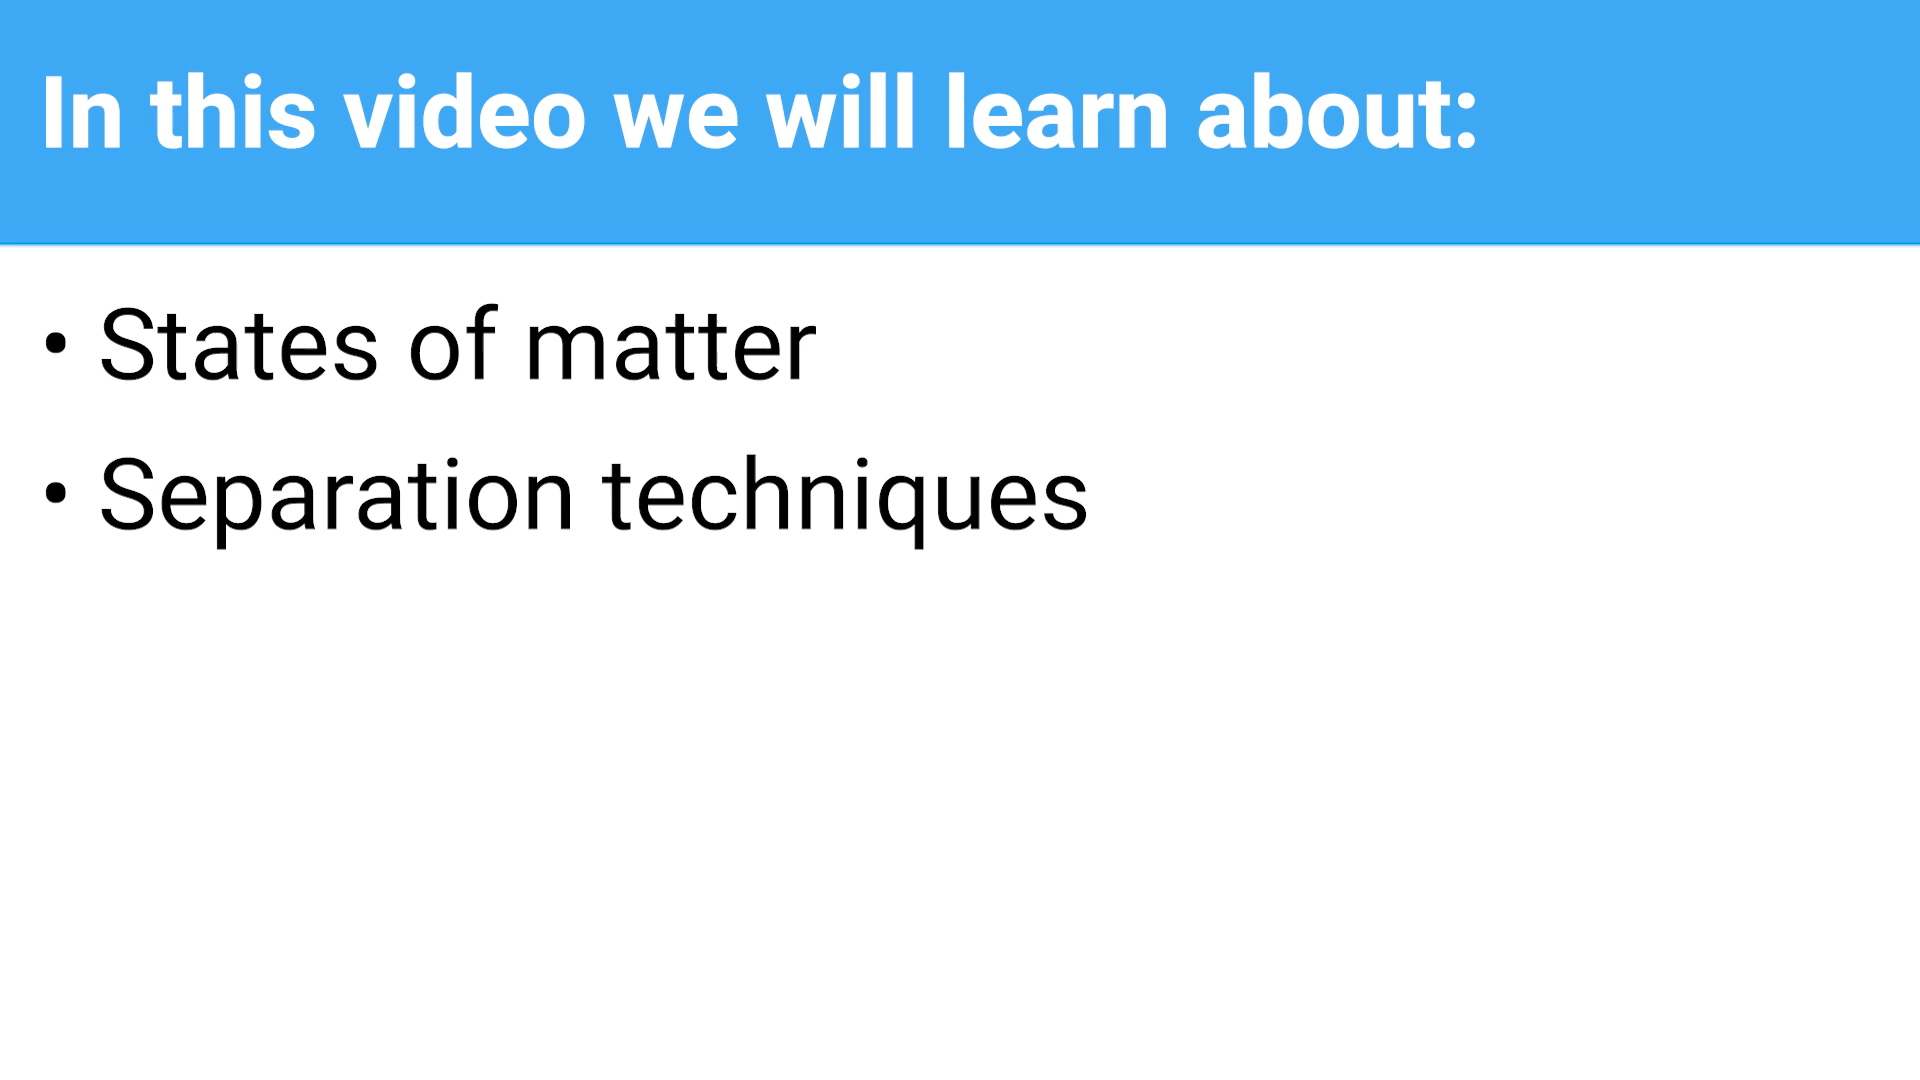 In this video we will learn about:
• States of matter
• Separation techniques